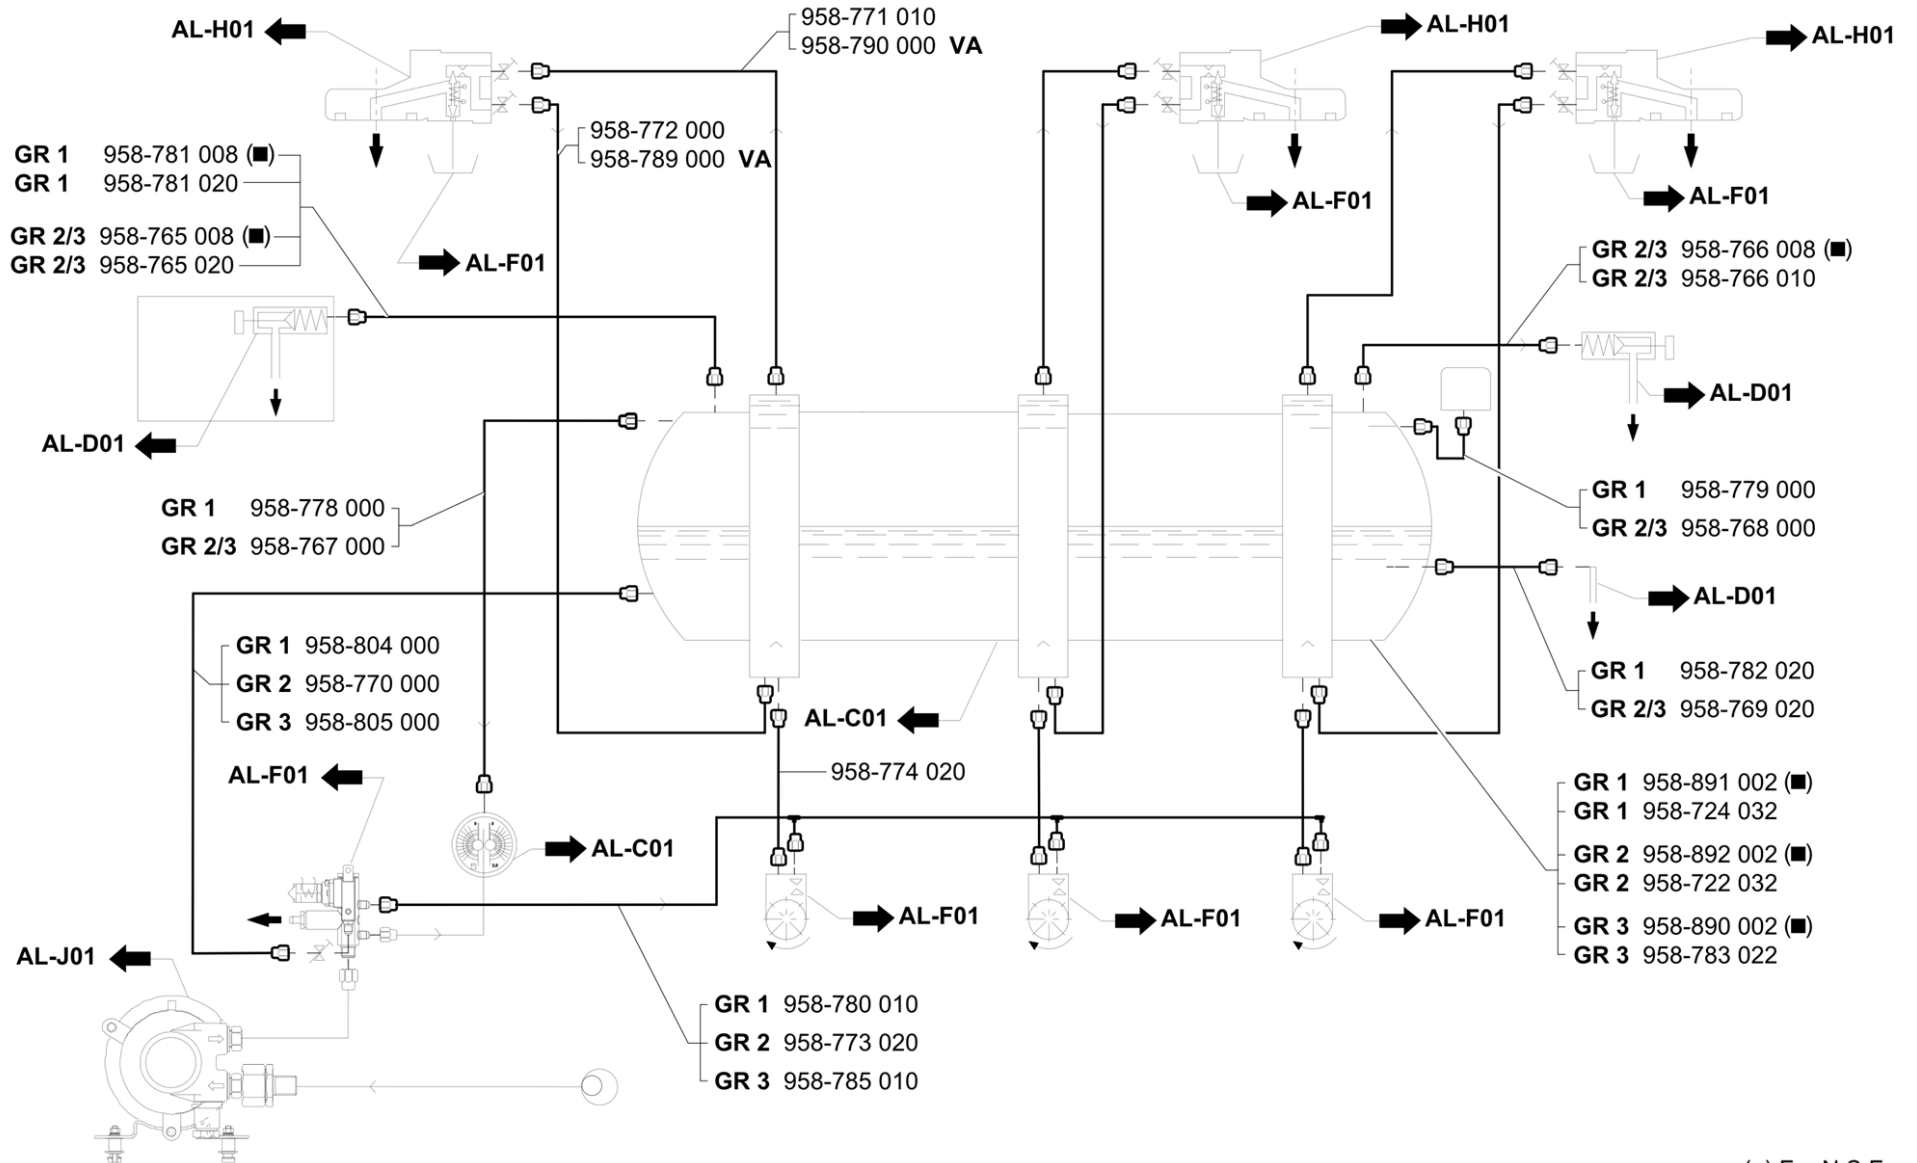 AL-H01
958-771 010
958-790 000 VA
AL-H01
AL-H01
958-772 000
958-789 000 VA
GR 1 958-781 008 (■)
GR 1 958-781 020
GR 2/3 958-765 008 (■)
GR 2/3 958-765 020
AL-F01
AL-F01
AL-F01
GR 2/3 958-766 008 (■)
GR 2/3 958-766 010
AL-D01
AL-D01
GR 1 958-778 000
GR 2/3 958-767 000
GR 1 958-779 000
GR 2/3 958-768 000
AL-D01
GR 1 958-804 000
GR 2 958-770 000
GR 3 958-805 000
GR 1 958-782 020
GR 2/3 958-769 020
AL-C01
AL-F01
958-774 020
GR 1 958-891 002 (■)
GR 1 958-724 032
GR 2 958-892 002 (■)
GR 2 958-722 032
GR 3 958-890 002 (■)
GR 3 958-783 022
AL-C01
AL-F01
AL-F01
AL-F01
AL-J01
GR 1 958-780 010
GR 2 958-773 020
GR 3 958-785 010